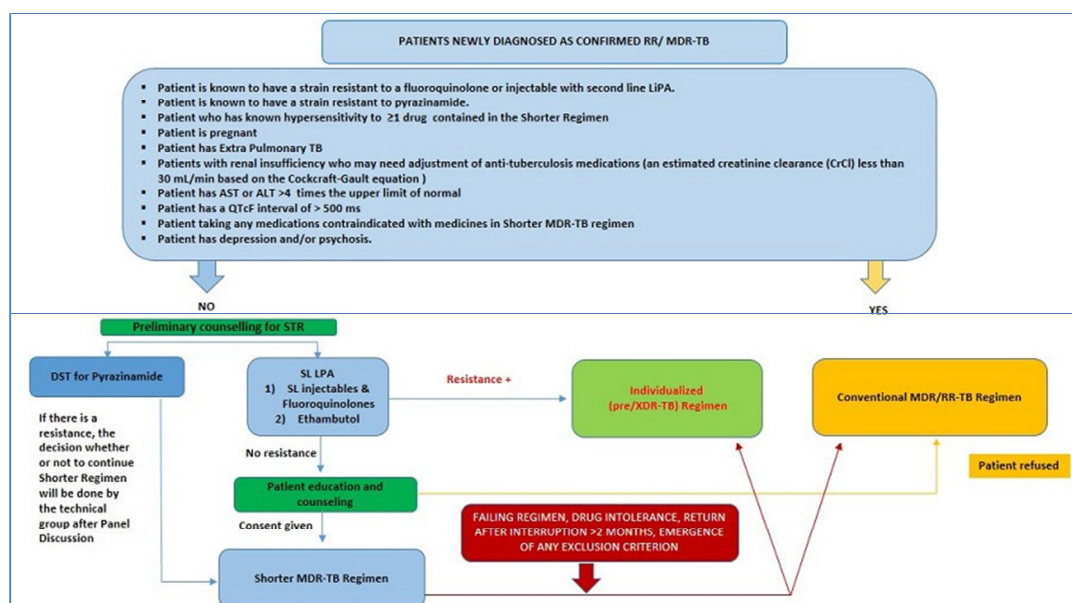 PATIENTS NEWLY DIAGNOSED AS CONFIRMED RR/ MDR-TB
▪ Patient is known to have a strain resistant to a fluoroquinolone or injectable with second line LiPA.
▪ Patient is known to have a strain resistant to pyrazinamide.
▪ Patient who has known hypersensitivity to ≥1 drug contained in the Shorter Regimen
▪ Patient is pregnant
▪ Patient has Extra Pulmonary TB
▪ Patients with renal insufficiency who may need adjustment of anti-tuberculosis medications (an estimated creatinine clearance (CrCl) less than
30 mL/min based on the Cockcraft-Gault equation )
▪ Patient has AST or ALT >4 times the upper limit of normal
▪ Patient has a QTcF interval of > 500 ms
▪ Patient taking any medications contraindicated with medicines in Shorter MDR-TB regimen
▪ Patient has depression and/or psychosis.
NO
YES
Preliminary counselling for STR
DST for Pyrazinamide
SL LPA
1) SL injectables &
Fluoroquinolones
2) Ethambutol
Resistance +
Individualized
(pre/XDR-TB) Regimen
Conventional MDR/RR-TB Regimen
If there is a
resistance, the
decision whether
or not to continue
Shorter Regimen
will be done by
the technical
group after Panel
Discussion
No resistance
Patient refused
Patient education and
counseling
Consent given
FAILING REGIMEN, DRUG INTOLERANCE, RETURN
AFTER INTERRUPTION >2 MONTHS, EMERGENCE
OF ANY EXCLUSION CRITERION
Shorter MDR-TB Regimen